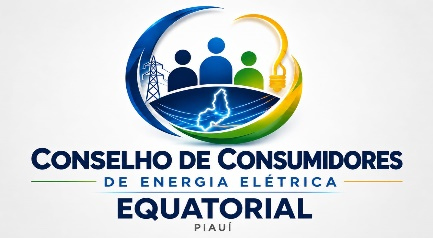 CONSELHO DE CONSUMIDORES
DE ENERGIA ELÉTRICA
EQUATORIAL
PIAUÍ